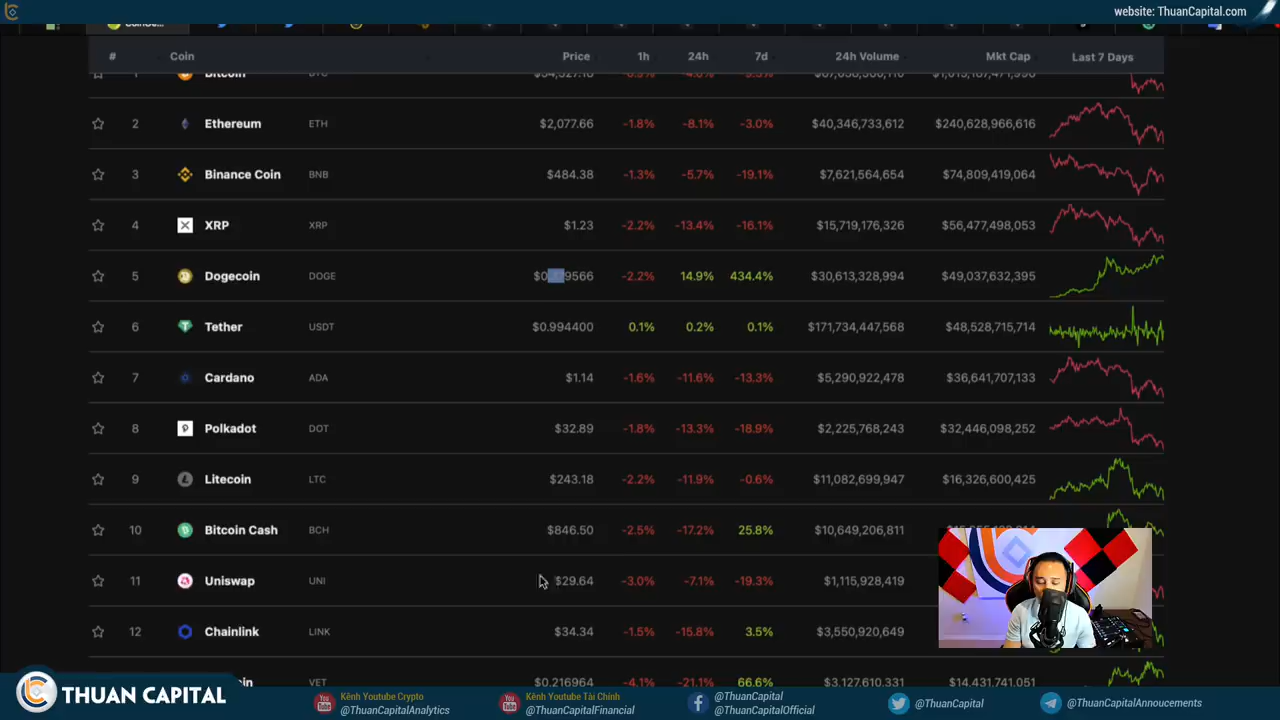 website: ThuanCapital.com
# Coin Price 1h 24h 7d 24h Volume Mkt Cap Last 7 Days
Bitcoin BTC
2 Ethereum ETH $2,077.66 -1.8% -8.1% -3.0% $40,346,733,612 $240,628,966,616
3 Binance Coin BNB $484.38 -1.3% -5.7% -19.1% $7,621,564,654 $74,809,419,064
4 XRP XRP $1.23 -2.2% -13.4% -16.1% $15,719,176,326 $56,477,498,053
5 Dogecoin DOGE -2.2% 14.9% 434.4% $30,613,328,994 $49,037,632,395
6 Tether USDT $0.994400 0.1% 0.2% 0.1% $171,734,447,568 $48,528,715,714
7 Cardano ADA $1.14 -1.6% -11.6% -13.3% $5,290,922,478 $36,641,707,133
8 Polkadot DOT $32.89 -1.8% -13.3% -18.9% $2,225,768,243 $32,446,098,252
9 Litecoin LTC $243.18 -2.2% -11.9% -0.6% $11,082,699,947 $16,326,600,425
10 Bitcoin Cash BCH $846.50 -2.5% -17.2% 25.8% $10,649,206,811
11 Uniswap UNI $29.64 -3.0% -7.1% -19.3% $1,115,928,419
12 Chainlink LINK $34.34 -1.5% -15.8% 3.5% $3,550,920,649
VET $0.216964 -4.1% -21.1% 66.6% $3,127,610,331 $14,431,741,051
THUAN CAPITAL
Kênh Youtube Crypto
@ThuanCapitalAnalytics
Kênh Youtube Tài Chính
@ThuanCapitalFinancial
@ThuanCapital
@ThuanCapitalOfficial
@ThuanCapital
@ThuanCapitalAnnoucements